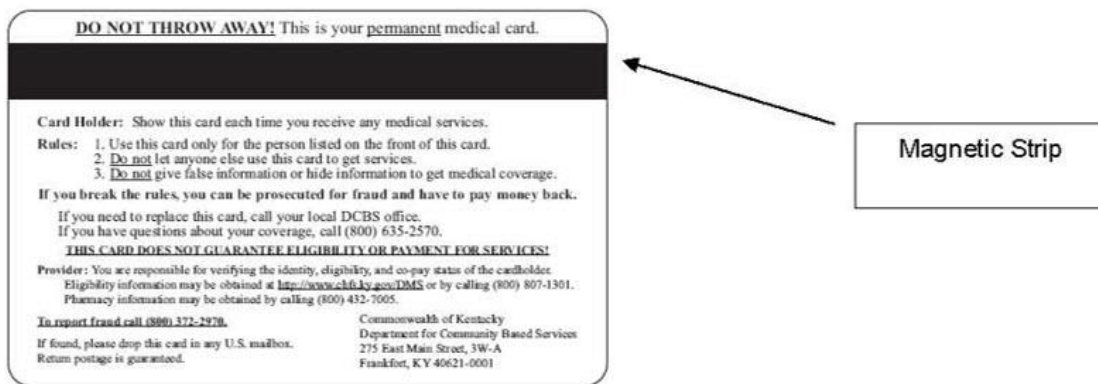 DO NOT THROW AWAY! This is your permanent medical card.
Magnetic Strip
Card Holder: Show this card each time you receive any medical services.
Rules: 1. Use this card only for the person listed on the front of this card.
2. Do not let anyone else use this card to get services.
3. Do not give false information or hide information to get medical coverage.
If you break the rules, you can be prosecuted for fraud and have to pay money back.
If you need to replace this card, call your local DCBS office.
If you have questions about your coverage, call (800) 635-2570.
THIS CARD DOES NOT GUARANTEE ELIGIBILITY OR PAYMENT FOR SERVICES!
Provider: You are responsible for verifying the identity, eligibility, and co-pay status of the cardholder.
Eligibility information may be obtained at http://www.chfs.ky.gov/DMS or by calling (800) 807-1301.
Pharmacy information may be obtained by calling (800) 432-7005.
To report fraud call (800) 372-2970.
If found, please drop this card in any U.S. mailbox.
Return postage is guaranteed.
Commonwealth of Kentucky
Department for Community Based Services
275 East Main Street, 3W-A
Frankfort, KY 40621-0001